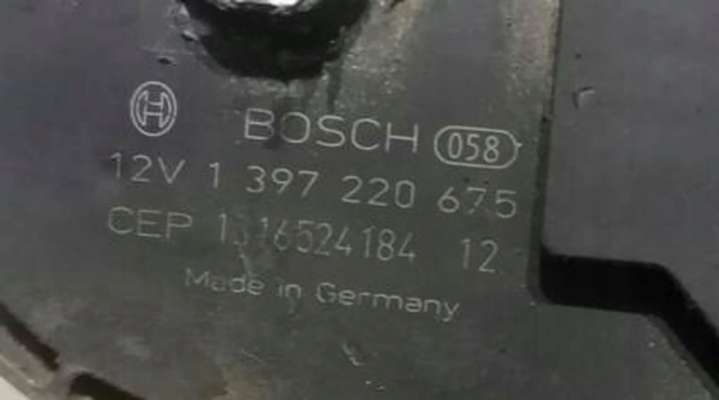 BOSCH 058
12V 1 397 220 675
CEP 1316524184 12
Made in Germany